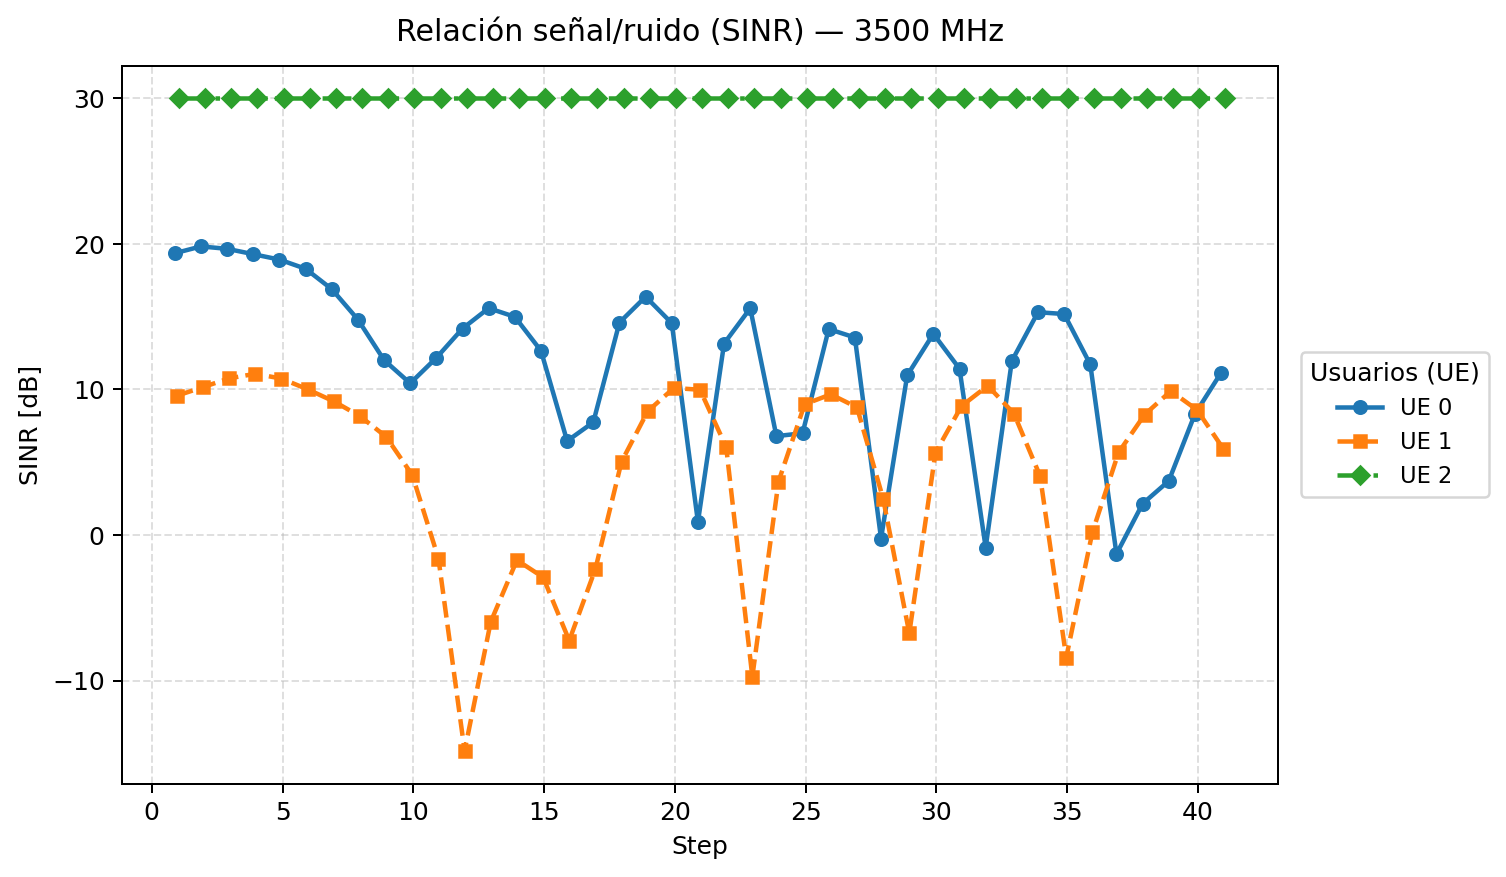 Relación señal/ruido (SINR) — 3500 MHz
SINR [dB]
30
20
10
0
−10
0 5 10 15 20 25 30 35 40
Step
Usuarios (UE)
UE 0
UE 1
UE 2